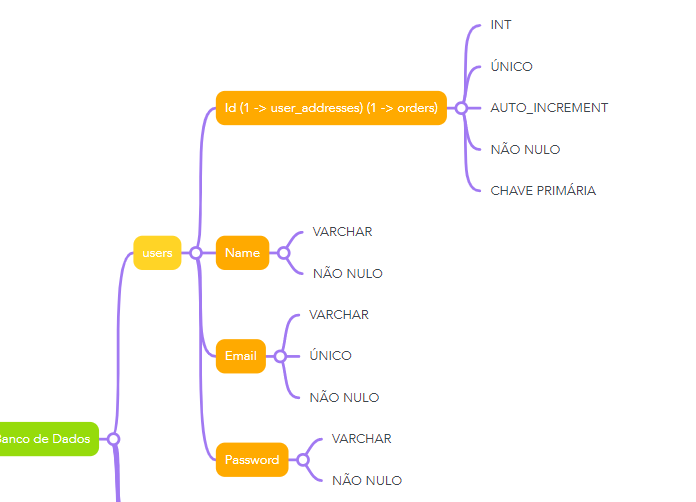 INT
ÚNICO
Id (1 -> user_addresses) (1 -> orders)
AUTO_INCREMENT
NÃO NULO
CHAVE PRIMÁRIA
users
Name
VARCHAR
NÃO NULO
Email
VARCHAR
ÚNICO
NÃO NULO
Banco de Dados
Password
VARCHAR
NÃO NULO